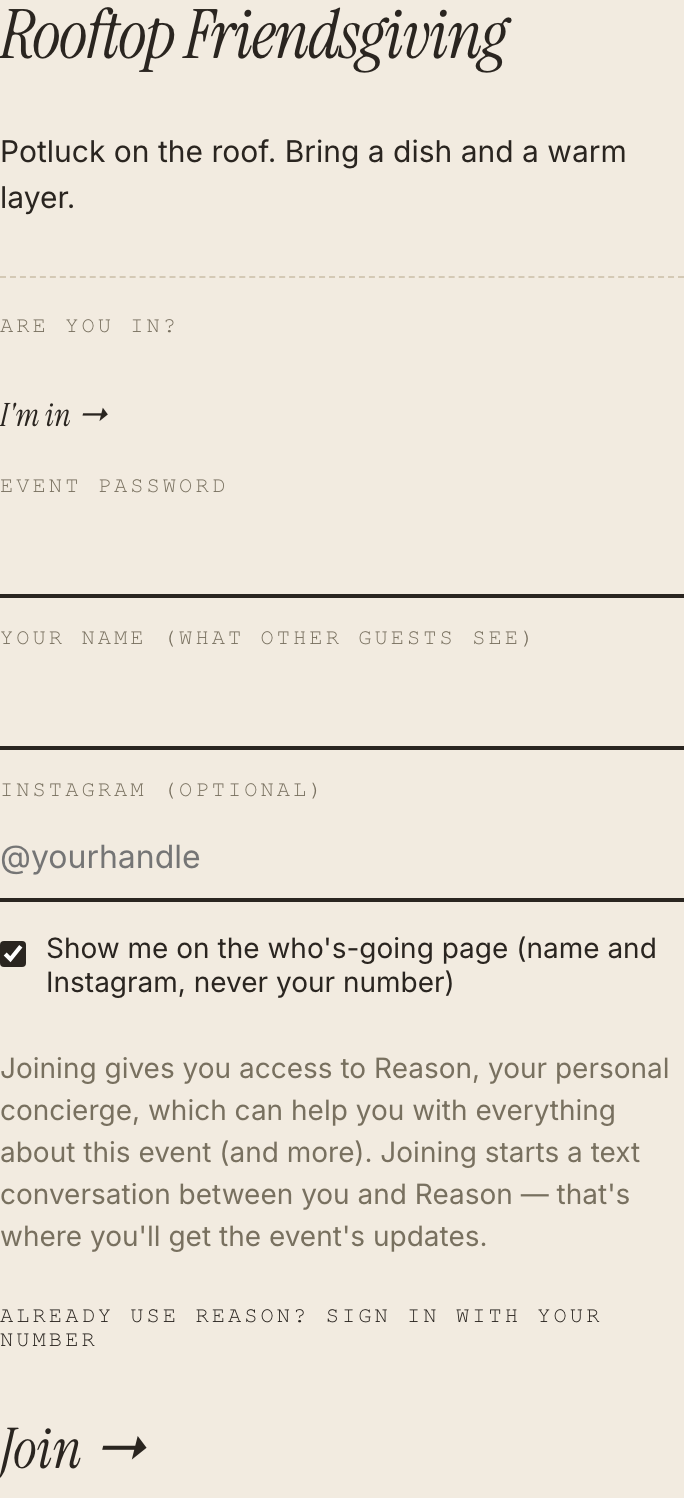 Rooftop Friendsgiving
Potluck on the roof. Bring a dish and a warm
layer.
ARE YOU IN?
I'm in →
EVENT PASSWORD
YOUR NAME (WHAT OTHER GUESTS SEE)
INSTAGRAM (OPTIONAL)
@yourhandle
Show me on the who's-going page (name and
Instagram, never your number)
Joining gives you access to Reason, your personal
concierge, which can help you with everything
about this event (and more). Joining starts a text
conversation between you and Reason — that's
where you'll get the event's updates.
ALREADY USE REASON? SIGN IN WITH YOUR
NUMBER
Join →